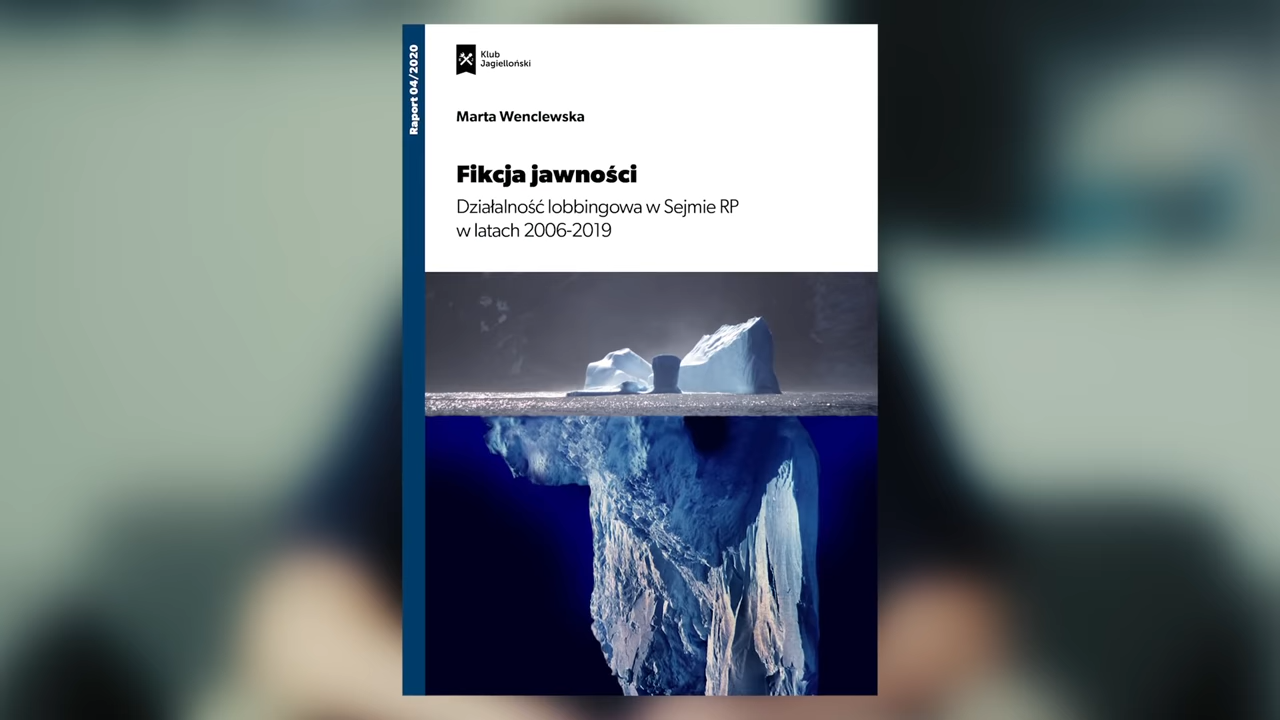 Raport 04/2020
Klub
Jagielloński
Marta Wenclewska
Fikcja jawności
Działalność lobbingowa w Sejmie RP
w latach 2006-2019